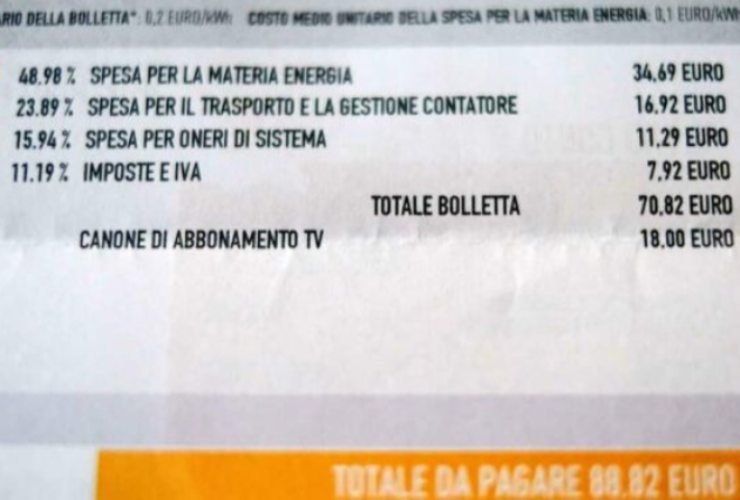 ARIO DELLA BOLLETTA*: 0,2 EURO/kWh COSTO MEDIO UNITARIO DELLA SPESA PER LA MATERIA ENERGIA: 0,1 EURO/kW
48.98 % SPESA PER LA MATERIA ENERGIA 34,69 EURO
23.89 % SPESA PER IL TRASPORTO E LA GESTIONE CONTATORE 16,92 EURO
15.94 % SPESA PER ONERI DI SISTEMA 11,29 EURO
11.19 % IMPOSTE E IVA 7,92 EURO
TOTALE BOLLETTA 70,82 EURO
CANONE DI ABBONAMENTO TV 18,00 EURO
TOTALE DA PAGARE 88,82 EURO